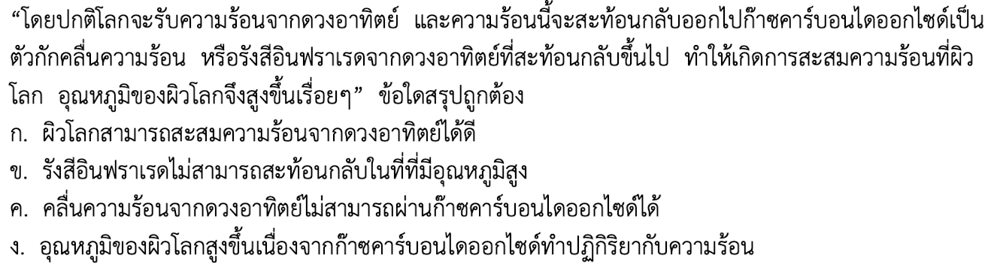 “โดยปกติโลกจะรับความร้อนจากดวงอาทิตย์ และความร้อนนี้จะสะท้อนกลับออกไปก๊าซคาร์บอนไดออกไซด์เป็น
ตัวกักคลื่นความร้อน หรือรังสีอินฟราเรดจากดวงอาทิตย์ที่สะท้อนกลับขึ้นไป ทำให้เกิดการสะสมความร้อนที่ผิว
โลก อุณหภูมิของผิวโลกจึงสูงขึ้นเรื่อยๆ” ข้อใดสรุปถูกต้อง
ก. ผิวโลกสามารถสะสมความร้อนจากดวงอาทิตย์ได้ดี
ข. รังสีอินฟราเรดไม่สามารถสะท้อนกลับในที่ที่มีอุณหภูมิสูง
ค. คลื่นความร้อนจากดวงอาทิตย์ไม่สามารถผ่านก๊าซคาร์บอนไดออกไซด์ได้
ง. อุณหภูมิของผิวโลกสูงขึ้นเนื่องจากก๊าซคาร์บอนไดออกไซด์ทำปฏิกิริยากับความร้อน